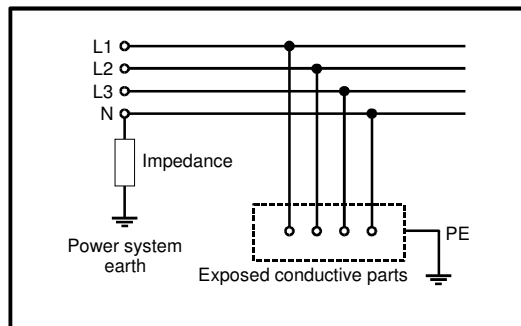 L1
L2
L3
N
Impedance
Power system
earth
PE
Exposed conductive parts